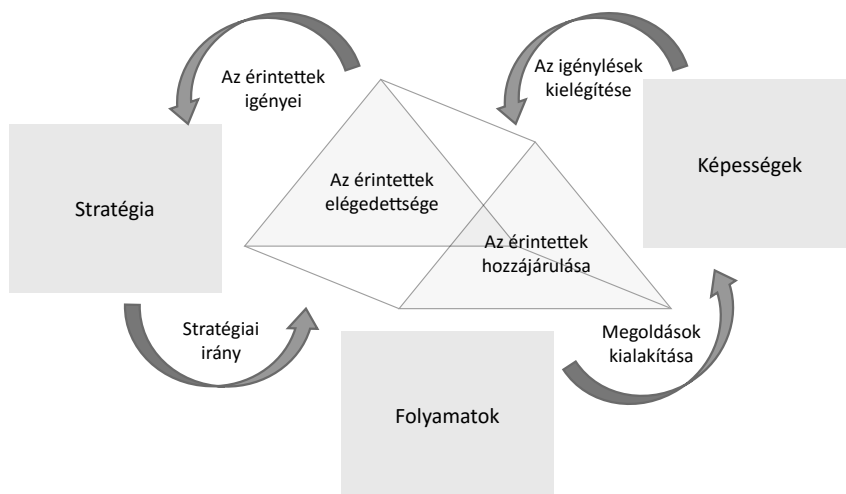 Az érintettek
igényei
Az igénylések
kielégítése
Stratégia
Az érintettek
elégedettsége
Képességek
Az érintettek
hozzájárulása
Stratégiai
irány
Megoldások
kialakítása
Folyamatok